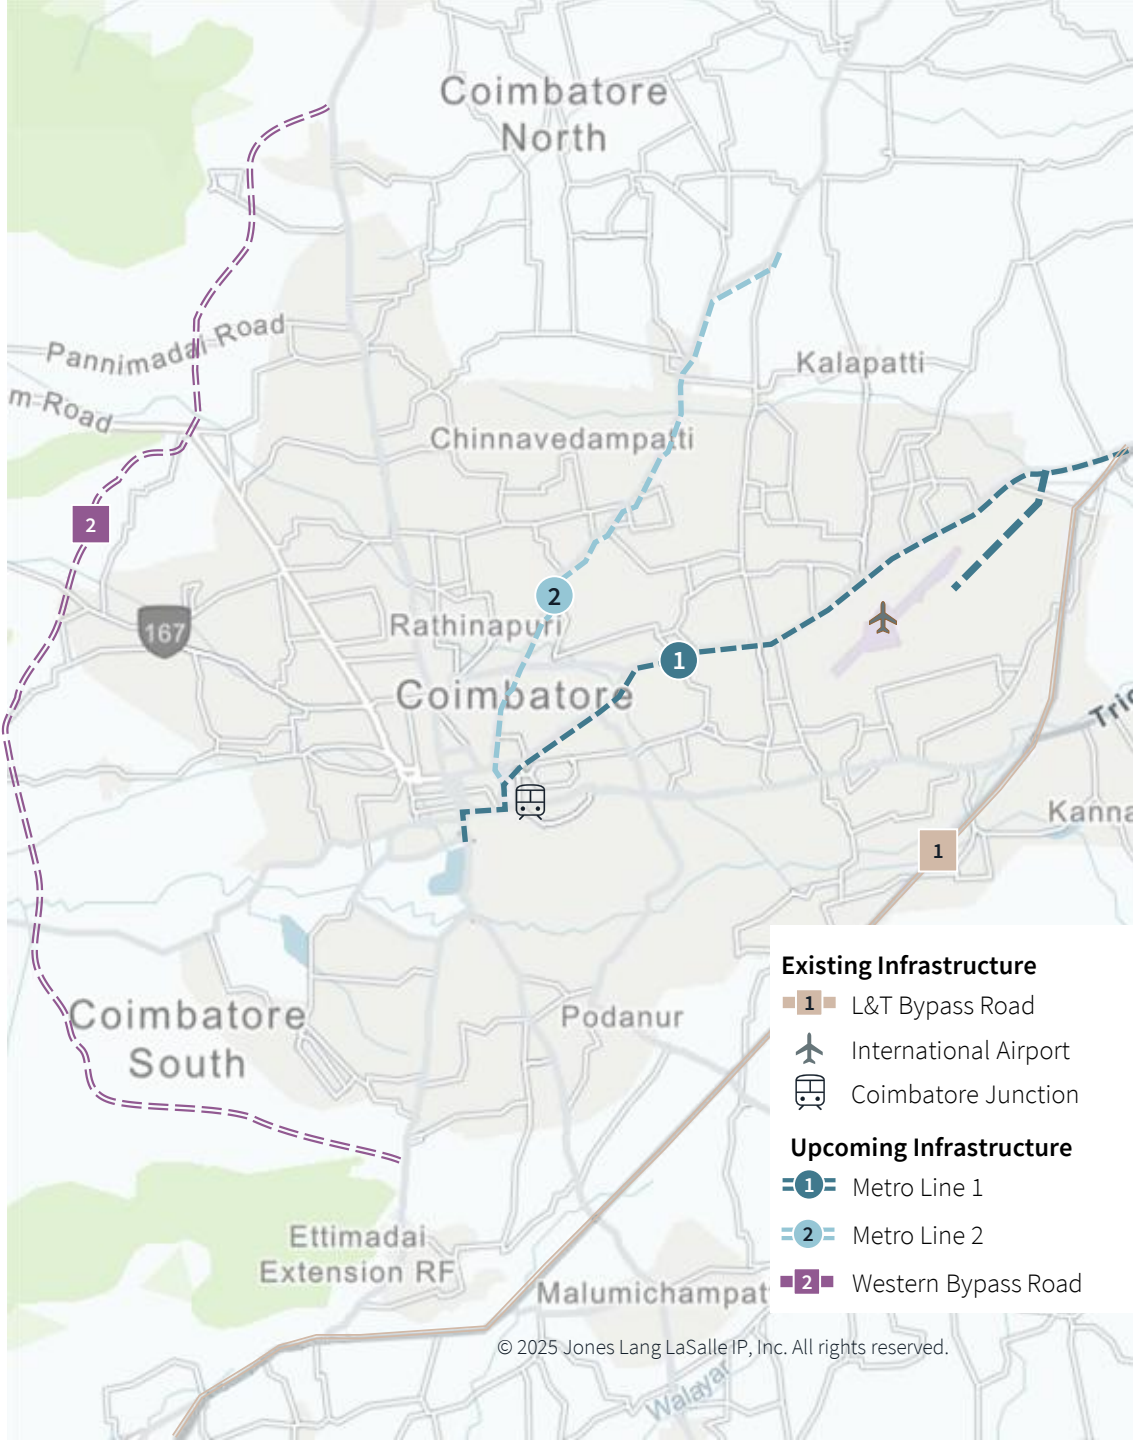 Coimbatore
North
Pannimadai Road
m-Road
Kalapatti
Chinnavedampatti
2
2
167
Rathinapuri
1
Coimbatore
Kanna
1
Coimbatore
South
Podanur
Existing Infrastructure
1 L&T Bypass Road
International Airport
Coimbatore Junction
Upcoming Infrastructure
1 Metro Line 1
2 Metro Line 2
2 Western Bypass Road
Ettimadai
Extension RF
Malumichampat
© 2025 Jones Lang LaSalle IP, Inc. All rights reserved.
Walayar